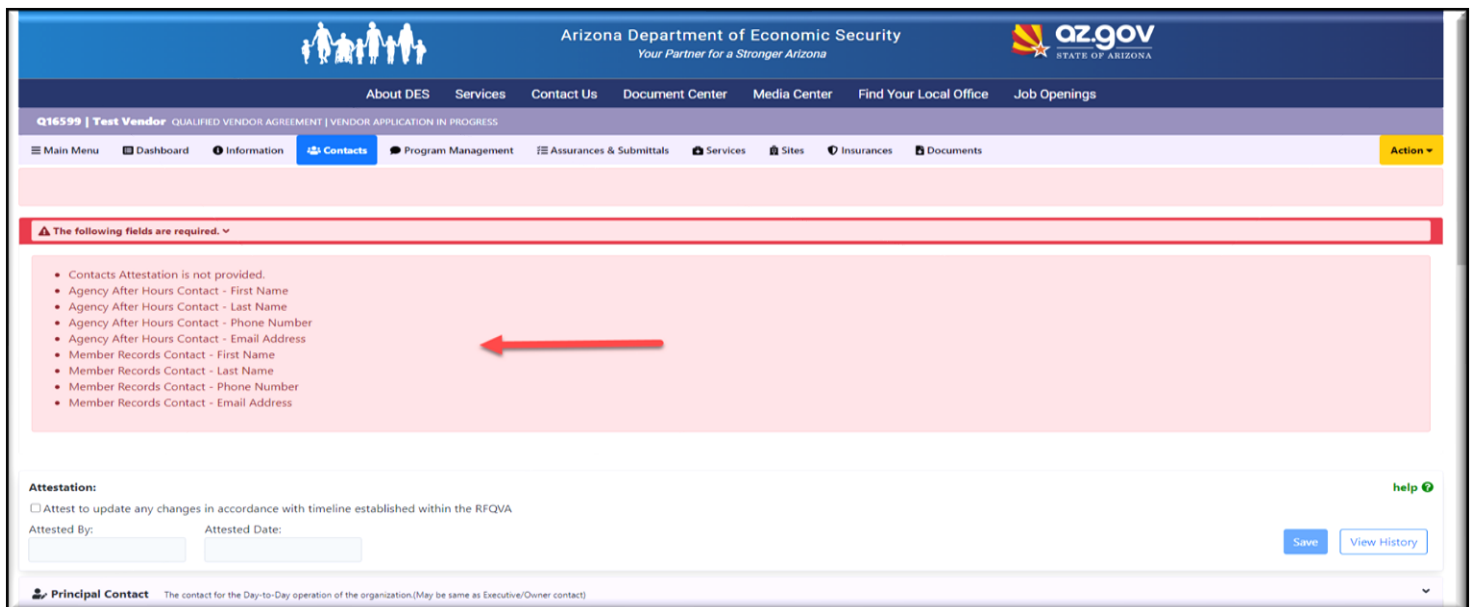 Arizona Department of Economic Security
Your Partner for a Stronger Arizona
az.gov
STATE OF ARIZONA
About DES Services Contact Us Document Center Media Center Find Your Local Office Job Openings
Q16599 | Test Vendor QUALIFIED VENDOR AGREEMENT | VENDOR APPLICATION IN PROGRESS
Main Menu Dashboard Information Contacts Program Management Assurances & Submittals Services Sites Insurances Documents Action
The following fields are required.
• Contacts Attestation is not provided.
• Agency After Hours Contact - First Name
• Agency After Hours Contact - Last Name
• Agency After Hours Contact - Phone Number
• Agency After Hours Contact - Email Address
• Member Records Contact - First Name
• Member Records Contact - Last Name
• Member Records Contact - Phone Number
• Member Records Contact - Email Address
Attestation: help
Attest to update any changes in accordance with timeline established within the RFQVA
Attested By: Attested Date:
Save View History
Principal Contact The contact for the Day-to-Day operation of the organization.(May be same as Executive/Owner contact)